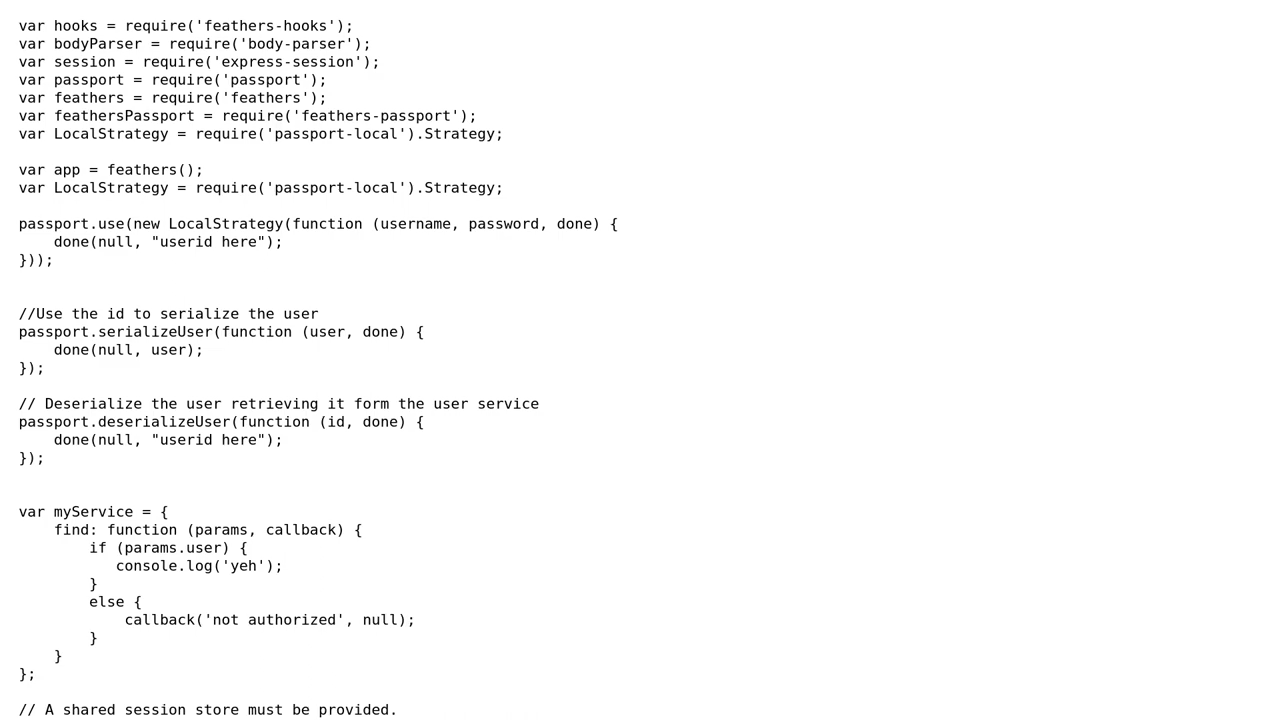 var hooks = require('feathers-hooks');
var bodyParser = require('body-parser');
var session = require('express-session');
var passport = require('passport');
var feathers = require('feathers');
var feathersPassport = require('feathers-passport');
var LocalStrategy = require('passport-local').Strategy;

var app = feathers();
var LocalStrategy = require('passport-local').Strategy;

passport.use(new LocalStrategy(function (username, password, done) {
    done(null, "userid here");
}));


//Use the id to serialize the user
passport.serializeUser(function (user, done) {
    done(null, user);
});

// Deserialize the user retrieving it form the user service
passport.deserializeUser(function (id, done) {
    done(null, "userid here");
});


var myService = {
    find: function (params, callback) {
        if (params.user) {
           console.log('yeh');
        }
        else {
            callback('not authorized', null);
        }
    }
};

// A shared session store must be provided.